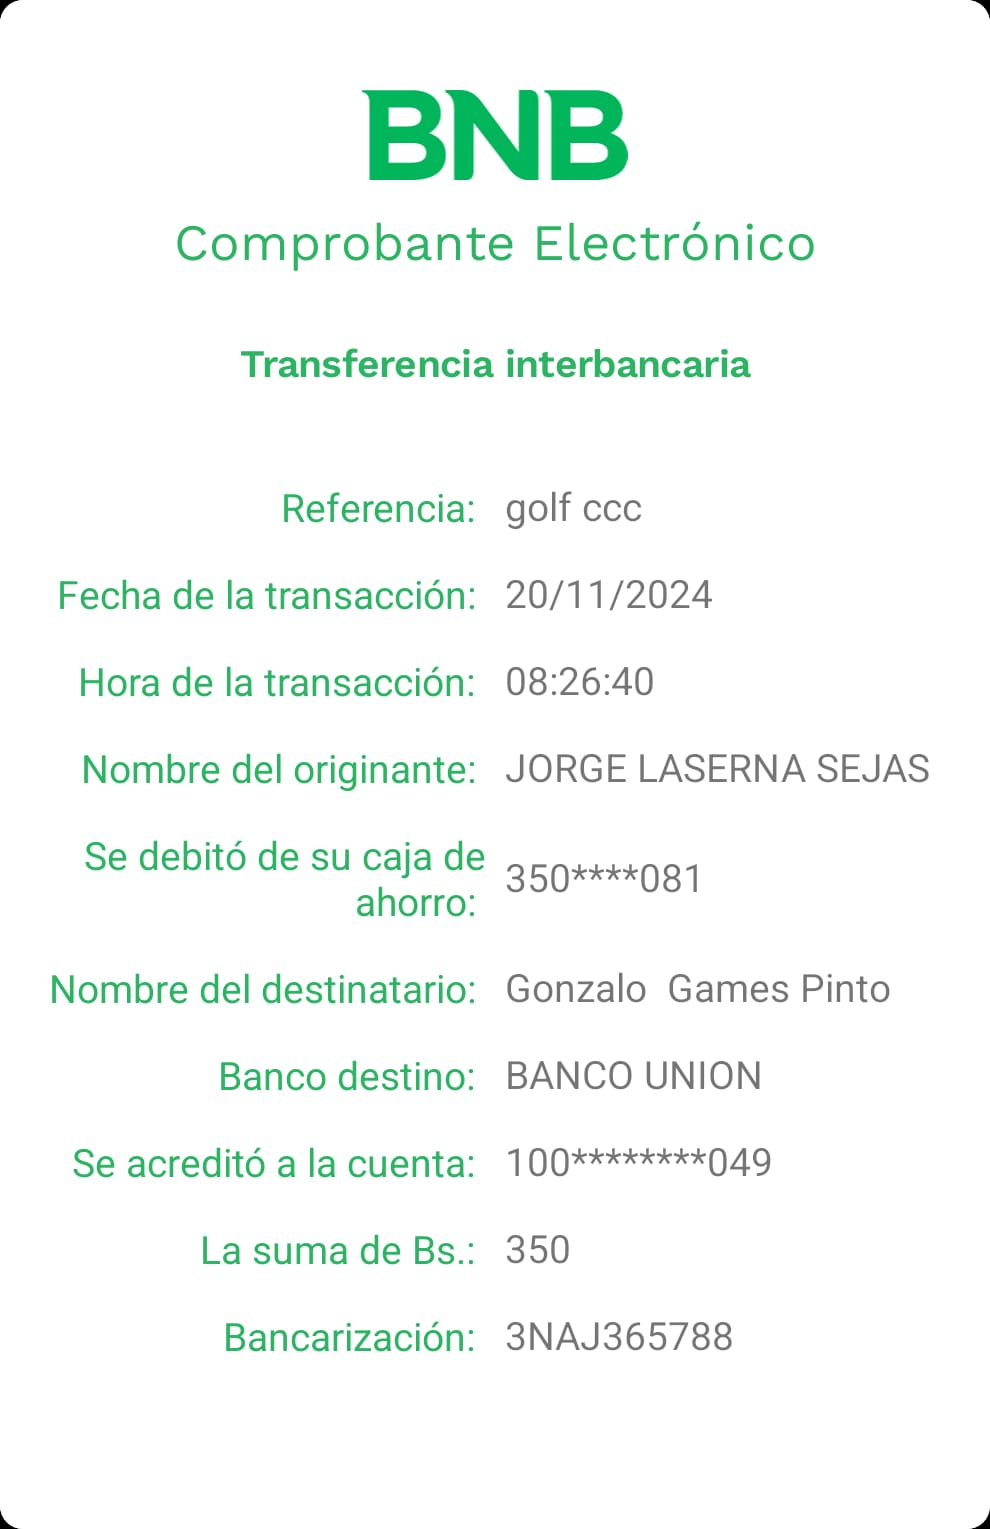 BNB
Comprobante Electrónico
Transferencia interbancaria
Referencia: golf ccc
Fecha de la transacción: 20/11/2024
Hora de la transacción: 08:26:40
Nombre del originante: JORGE LASERNA SEJAS
Se debitó de su caja de
ahorro: 350****081
Nombre del destinatario: Gonzalo  Games Pinto
Banco destino: BANCO UNION
Se acreditó a la cuenta: 100********049
La suma de Bs.: 350
Bancarización: 3NAJ365788